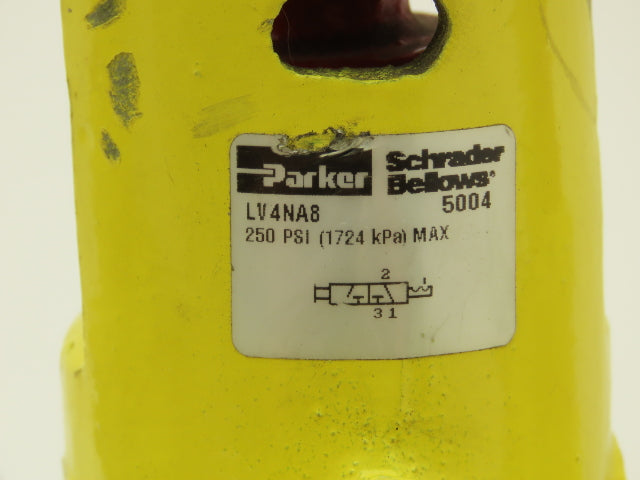 Parker Schrader
Bellows®
LV4NA8 5004
250 PSI (1724 kPa) MAX
2
3 1